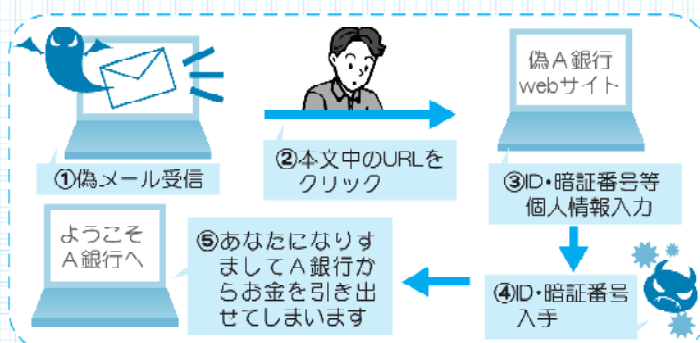 ①偽メール受信
②本文中のURLを
クリック
偽A銀行
webサイト
③ID・暗証番号等
個人情報入力
④ID・暗証番号
入手
⑤あなたになりす
ましてA銀行か
らお金を引き出
せてしまいます
ようこそ
A銀行へ